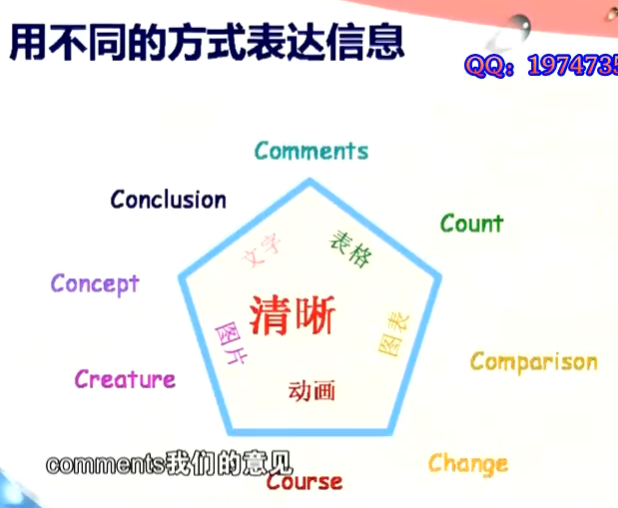 用不同的方式表达信息
QQ：1974735
Comments
Conclusion
Count
文字
表格
Concept
清晰
图片
图表
Comparison
Creature
动画
comments我们的意见
Change
Course